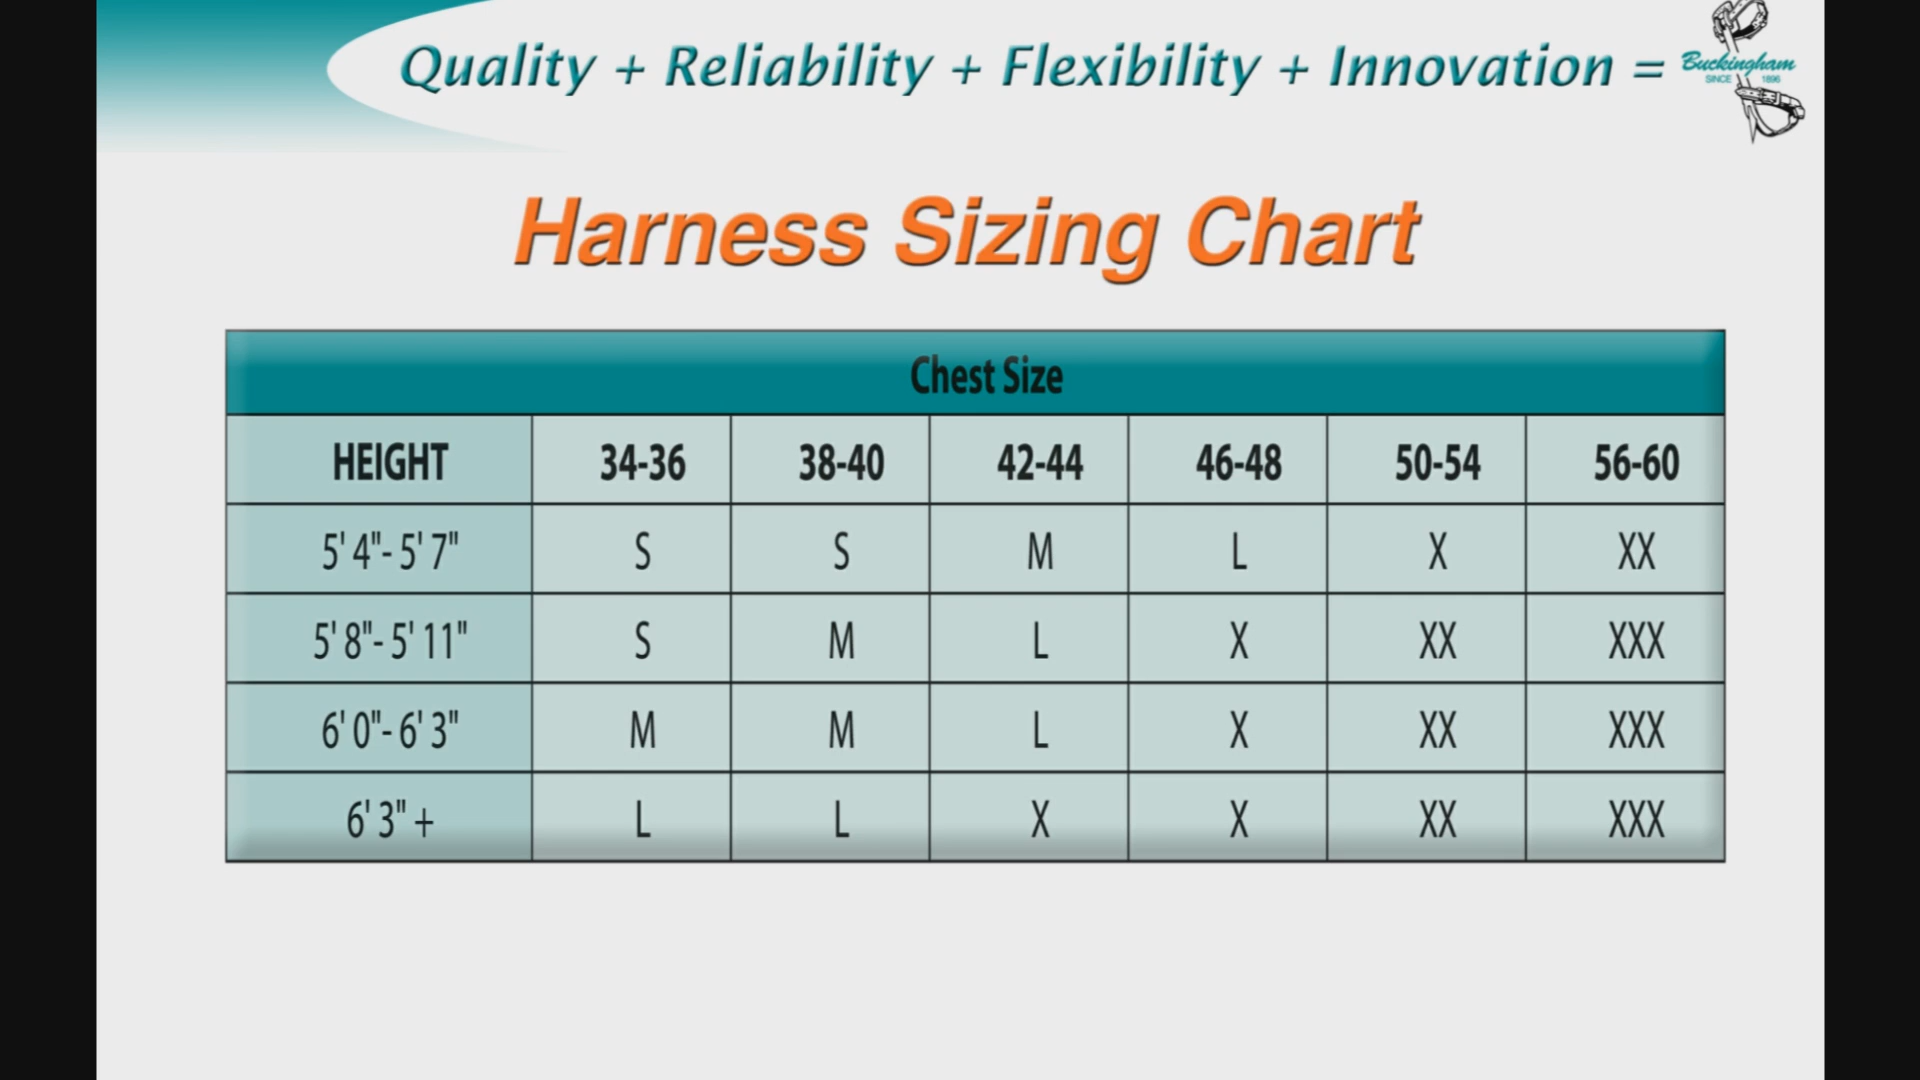 Quality + Reliability + Flexibility + Innovation =
Buckingham
SINCE 1896
Harness Sizing Chart
Chest Size
HEIGHT 34-36 38-40 42-44 46-48 50-54 56-60
5' 4"- 5' 7" S S M L X XX
5' 8"- 5' 11" S M L X XX XXX
6' 0"- 6' 3" M M L X XX XXX
6' 3" + L L X X XX XXX